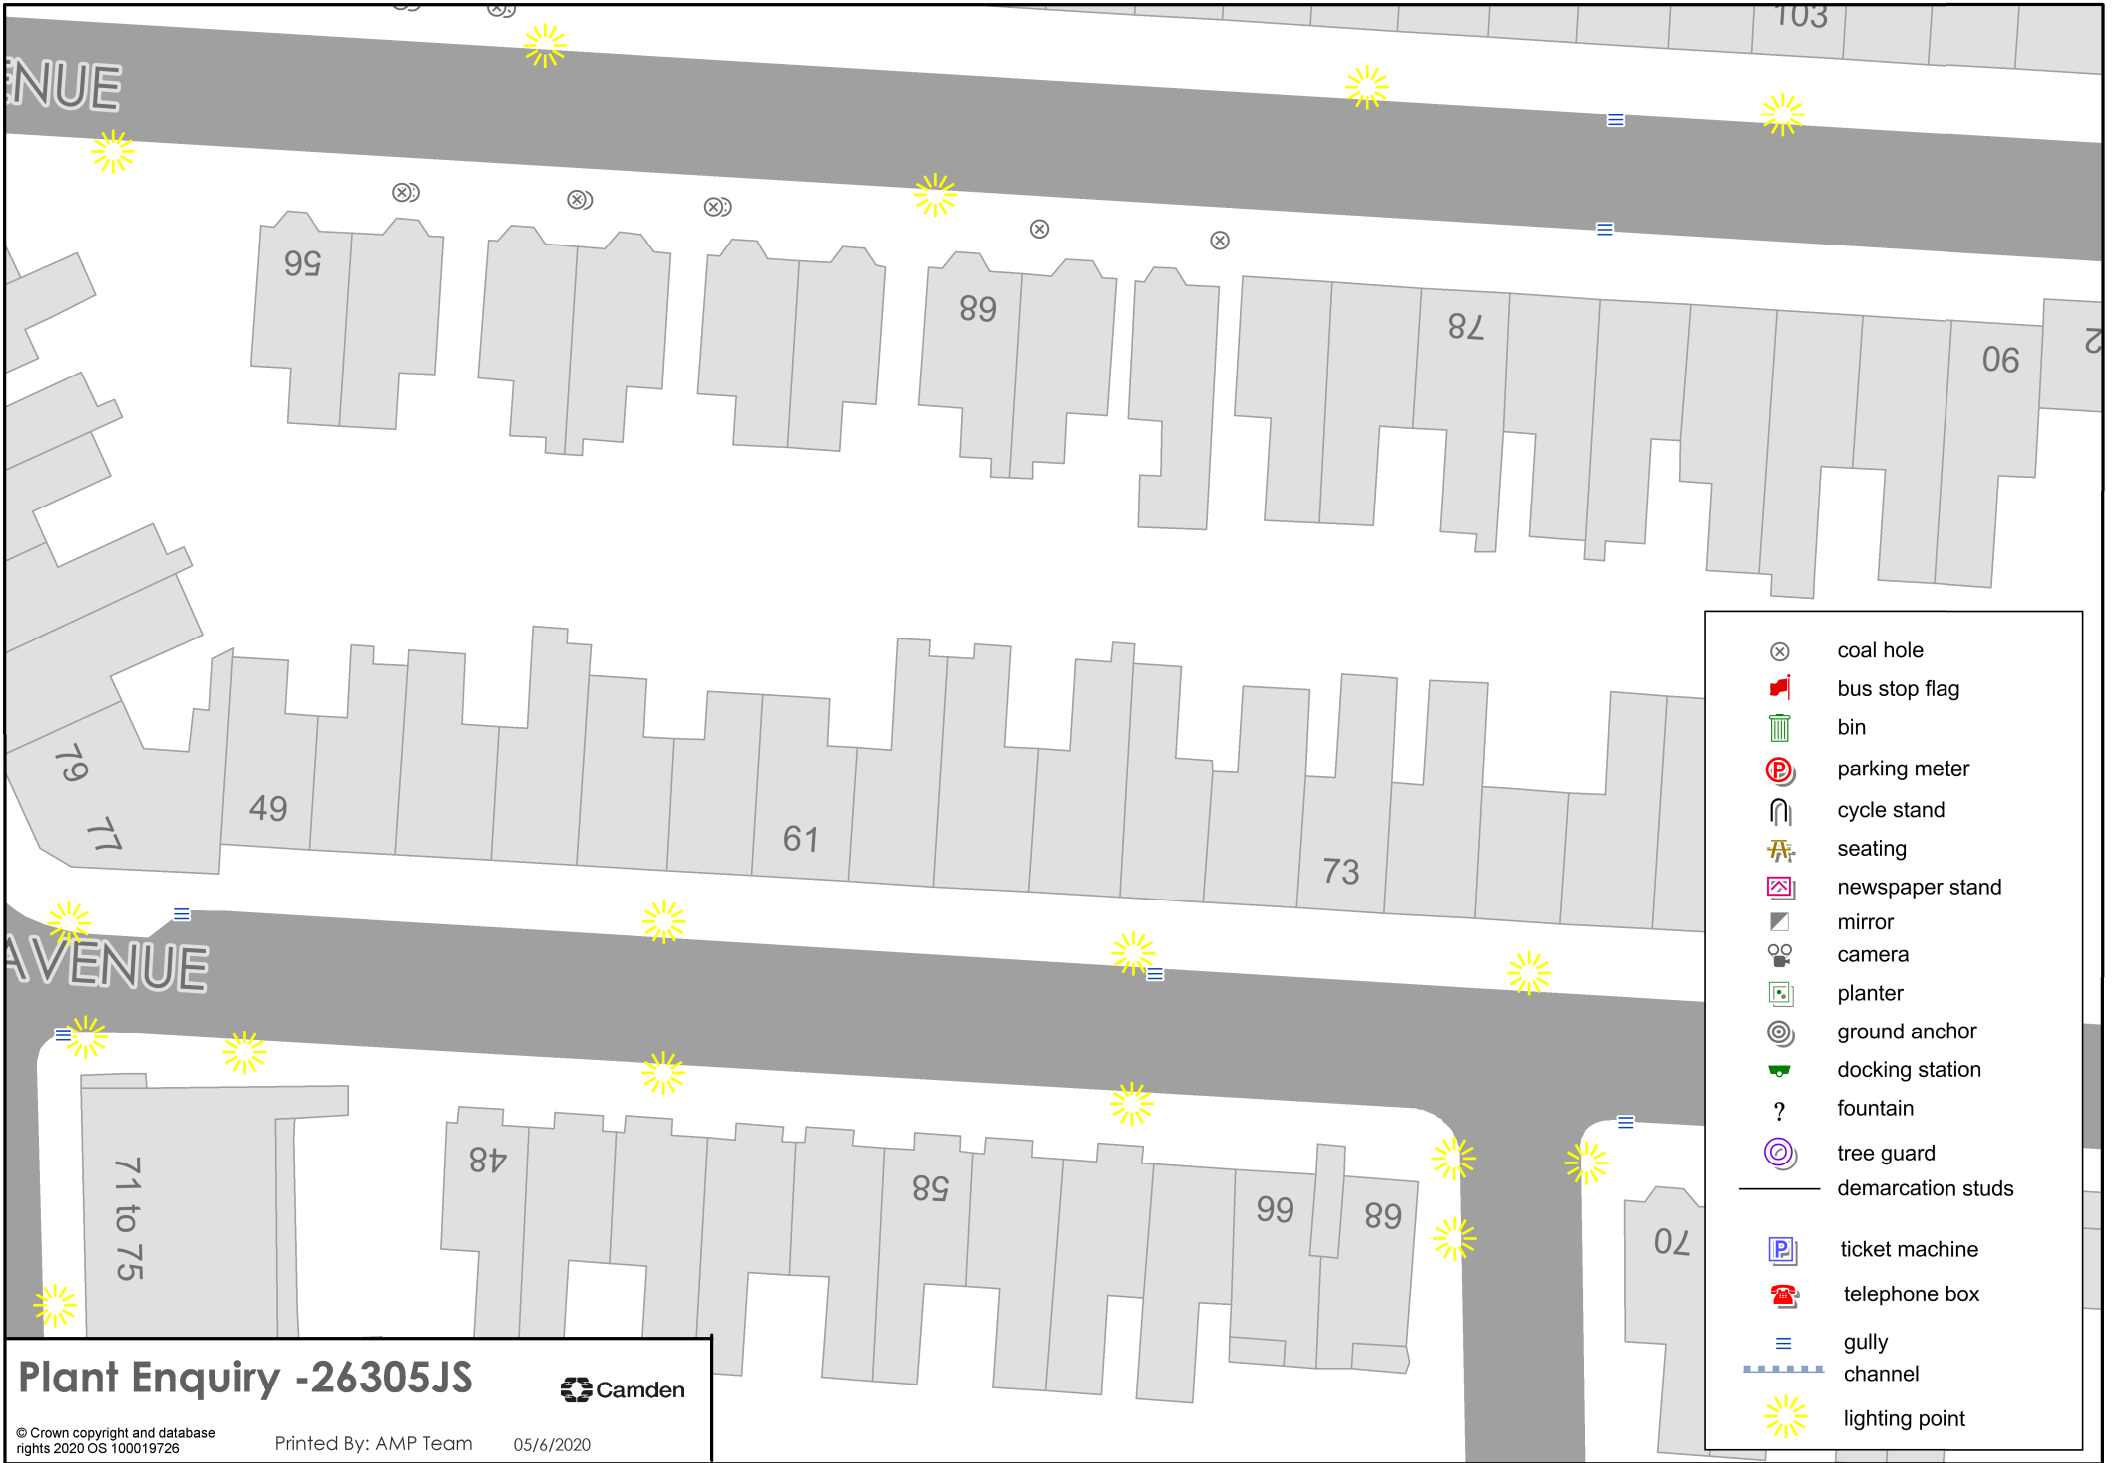 103
ENUE
56
68
78
90
2
79
77
49
61
73
AVENUE
71 to 75
48
58
66
68
70
coal hole
bus stop flag
bin
parking meter
cycle stand
seating
newspaper stand
mirror
camera
planter
ground anchor
docking station
? fountain
tree guard
demarcation studs
P ticket machine
telephone box
gully
channel
lighting point
Plant Enquiry -26305JS
Camden
© Crown copyright and database
rights 2020 OS 100019726
Printed By: AMP Team 05/6/2020